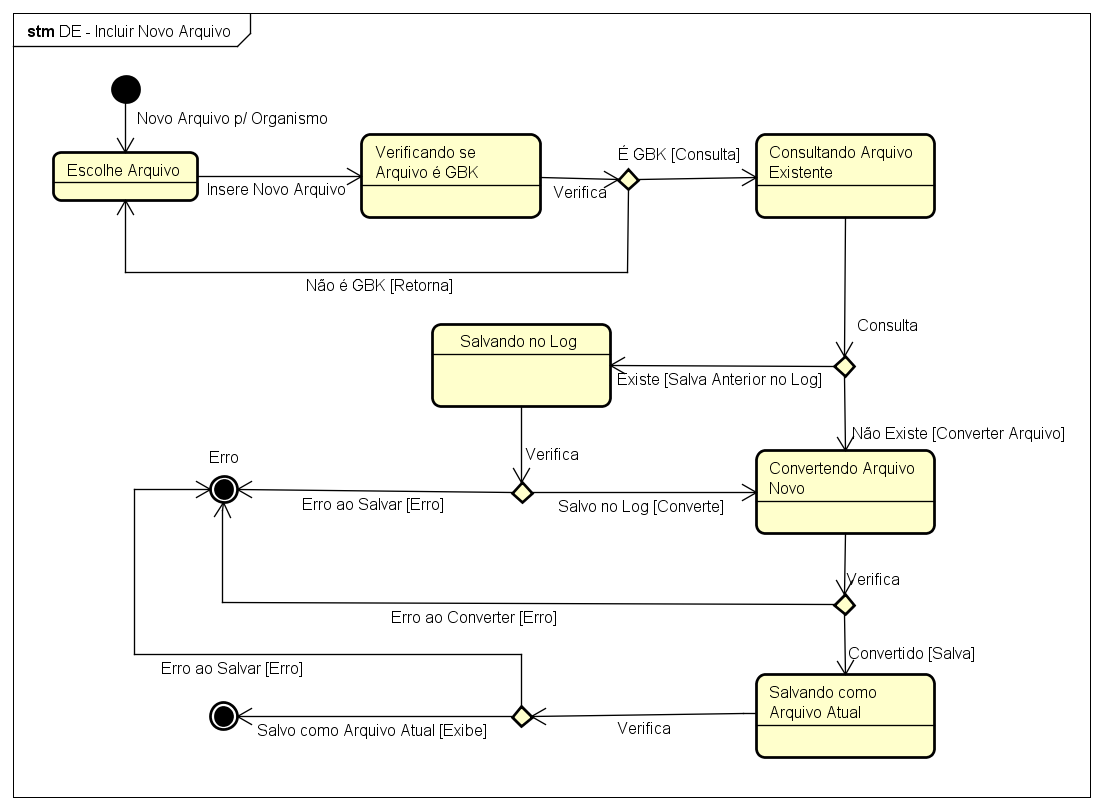 stm DE - Incluir Novo Arquivo
Novo Arquivo p/ Organismo
Escolhe Arquivo
Insere Novo Arquivo
Verificando se
Arquivo é GBK
Verifica
É GBK [Consulta]
Consultando Arquivo
Existente
Não é GBK [Retorna]
Consulta
Salvando no Log
Existe [Salva Anterior no Log]
Não Existe [Converter Arquivo]
Verifica
Erro
Convertendo Arquivo
Novo
Erro ao Salvar [Erro]
Salvo no Log [Converte]
Verifica
Erro ao Converter [Erro]
Convertido [Salva]
Erro ao Salvar [Erro]
Salvando como
Arquivo Atual
Salvo como Arquivo Atual [Exibe]
Verifica